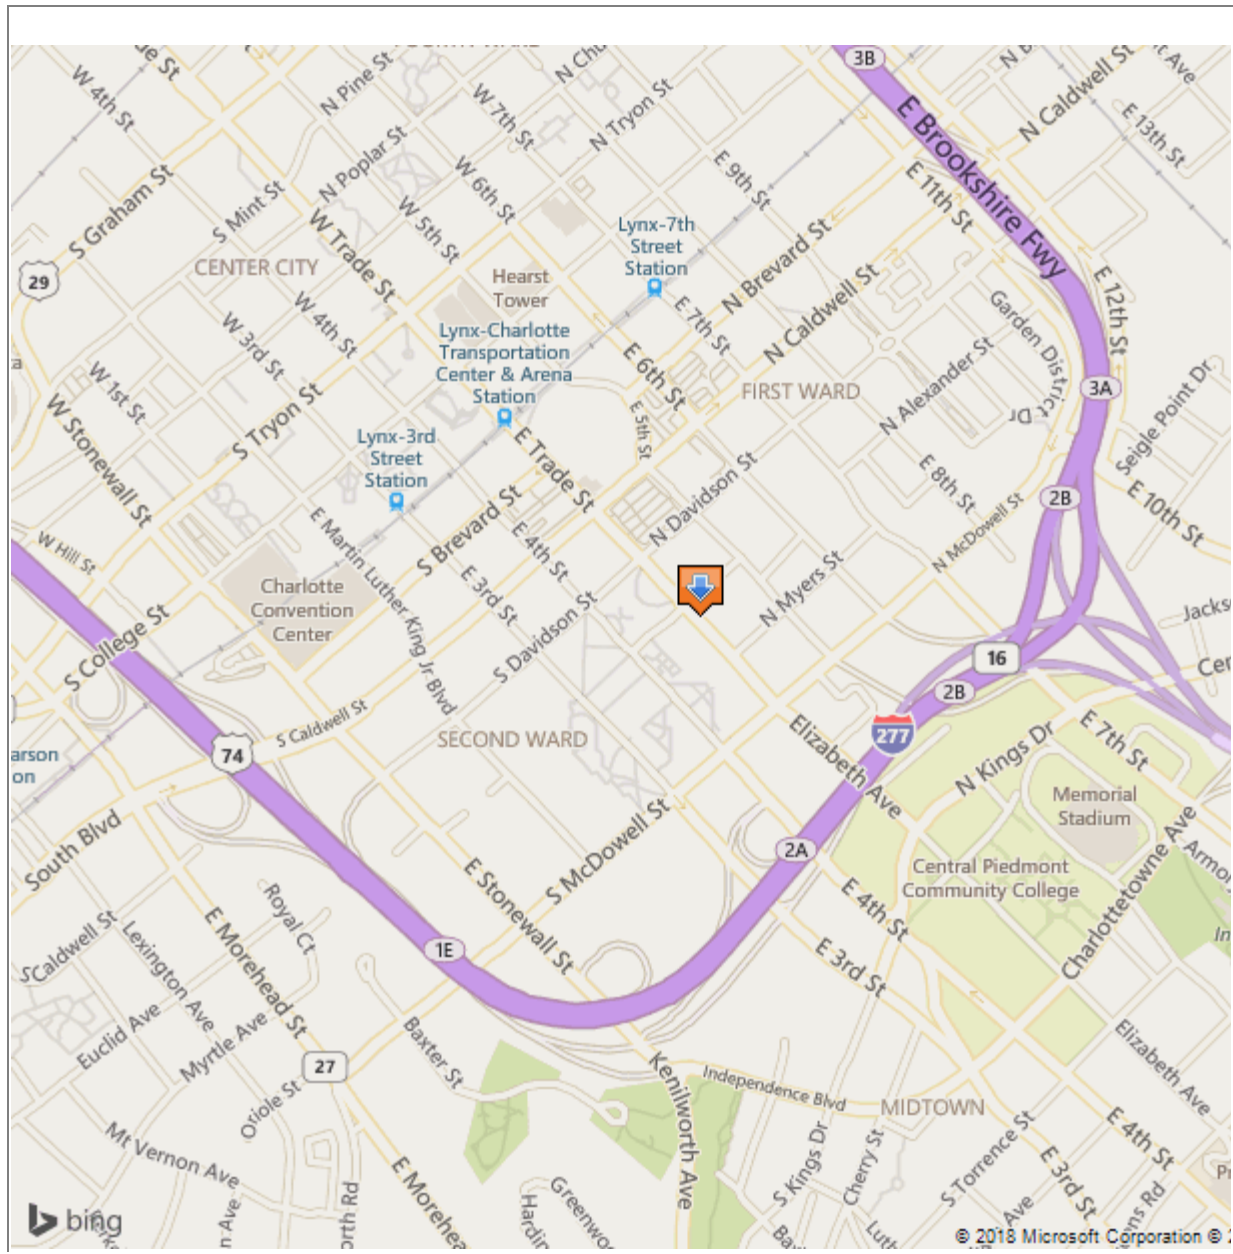 3B
N Pine St
N Tryon St
N Caldwell St
W 4th St
W 7th St
E 13th St
E Brookshire Fwy
N Poplar St
W 6th St
E 9th St
E 11th St
S Graham St
S Mint St
W 5th St
W Trade St
Lynx-7th
Street
Station
CENTER CITY
29
Hearst
Tower
N Brevard St
E 12th St
W 3rd St
W 4th St
E 7th St
N Caldwell St
Garden District Dr
Lynx-Charlotte
Transportation
Center & Arena
Station
E 6th St
W 1st St
S Tryon St
FIRST WARD
N Alexander St
3A
E 5th St
Seigle Point Dr
W Stonewall St
Lynx-3rd
Street
Station
E Trade St
E 8th St
2B
E 10th St
N Davidson St
S Brevard St
E Martin Luther King Jr Blvd
E 4th St
N McDowell St
W Hill St
E 3rd St
Charlotte
Convention
Center
N Myers St
S College St
S Davidson St
16
2B
74
S Caldwell St
SECOND WARD
Elizabeth Ave
277
N Kings Dr
E 7th St
Memorial
Stadium
South Blvd
S McDowell St
2A
Central Piedmont
Community College
Charlottetowne Ave
E Stonewall St
E 4th St
Royal Ct
E Morehead St
Lexington Ave
S Caldwell St
1E
E 3rd St
Euclid Ave
Myrtle Ave
Baxter St
27
Kenilworth Ave
Independence Blvd
MIDTOWN
Elizabeth Ave
Oriole St
Mt Vernon Ave
S Kings Dr
Cherry St
S Torrence St
E 4th St
E 3rd St
bing
© 2018 Microsoft Corporation ©